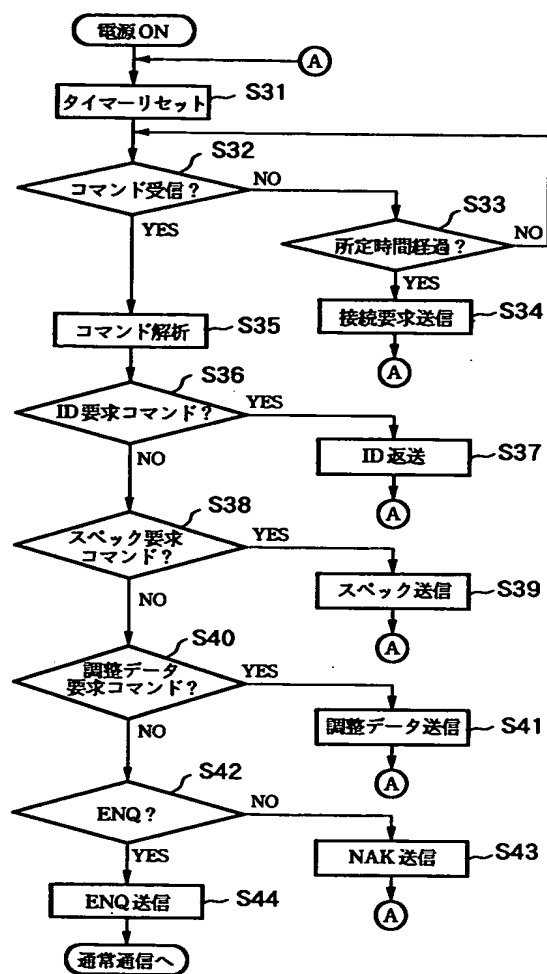 電源ON
A
タイマーリセット
S31
S32
コマンド受信?
NO
YES
S33
所定時間経過?
NO
YES
接続要求送信
S34
A
コマンド解析
S35
S36
ID要求コマンド?
YES
NO
ID返送
S37
A
S38
スペック要求
コマンド?
YES
NO
スペック送信
S39
A
S40
調整データ
要求コマンド?
YES
NO
調整データ送信
S41
A
S42
ENQ?
NO
YES
NAK送信
S43
A
ENQ送信
S44
通常通信へ